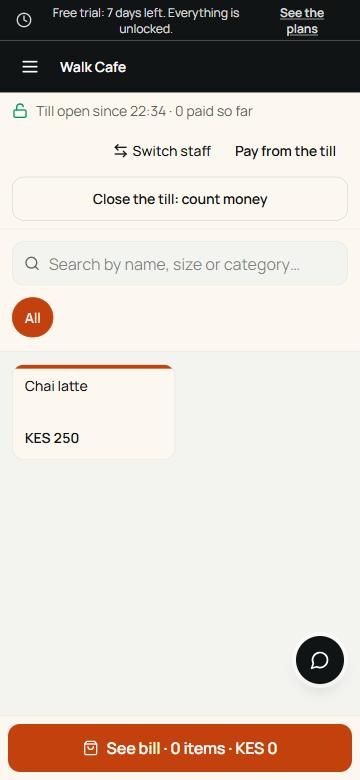 Free trial: 7 days left. Everything is
unlocked.
See the
plans
Walk Cafe
Till open since 22:34 · 0 paid so far
Switch staff
Pay from the till
Close the till: count money
Search by name, size or category…
All
Chai latte
KES 250
See bill · 0 items · KES 0